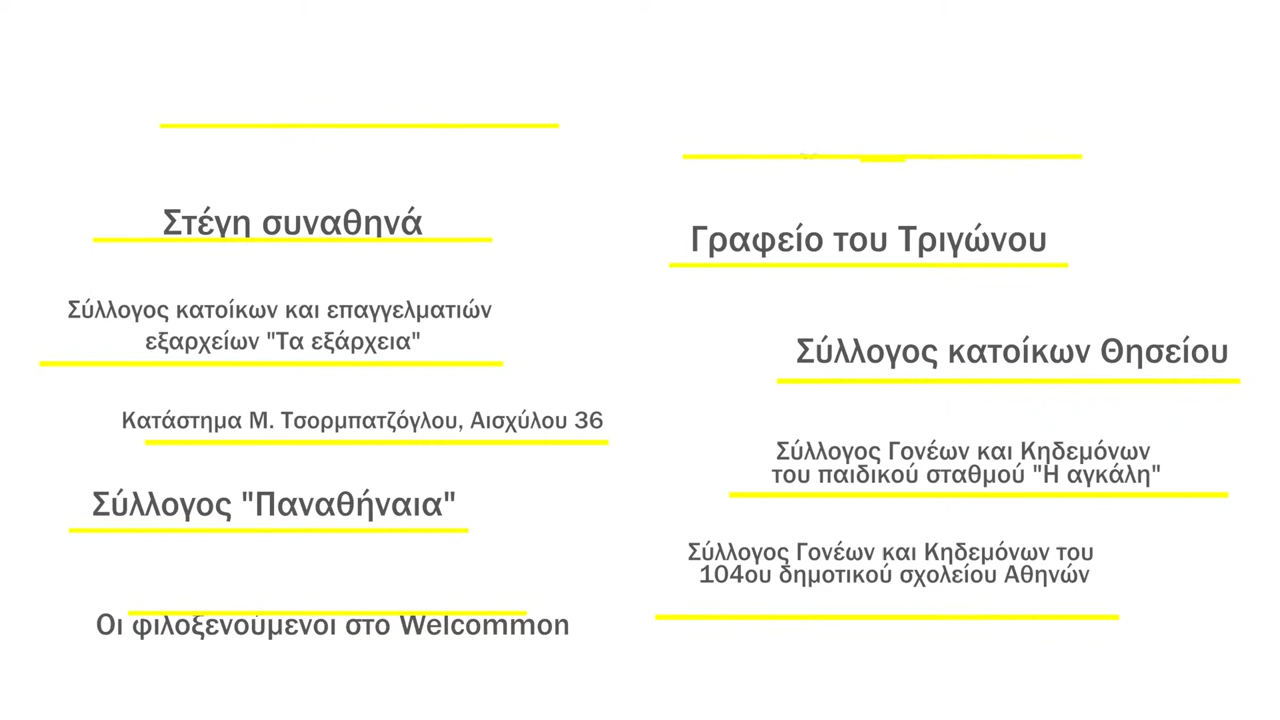 Στέγη συναθηνά
Σύλλογος κατοίκων και επαγγελματιών
εξαρχείων "Τα εξάρχεια"
Κατάστημα Μ. Τσορμπατζόγλου, Αισχύλου 36
Σύλλογος "Παναθήναια"
Οι φιλοξενούμενοι στο Welcommon
Γραφείο του Τριγώνου
Σύλλογος κατοίκων Θησείου
Σύλλογος Γονέων και Κηδεμόνων
του παιδικού σταθμού "Η αγκάλη"
Σύλλογος Γονέων και Κηδεμόνων του
104ου δημοτικού σχολείου Αθηνών